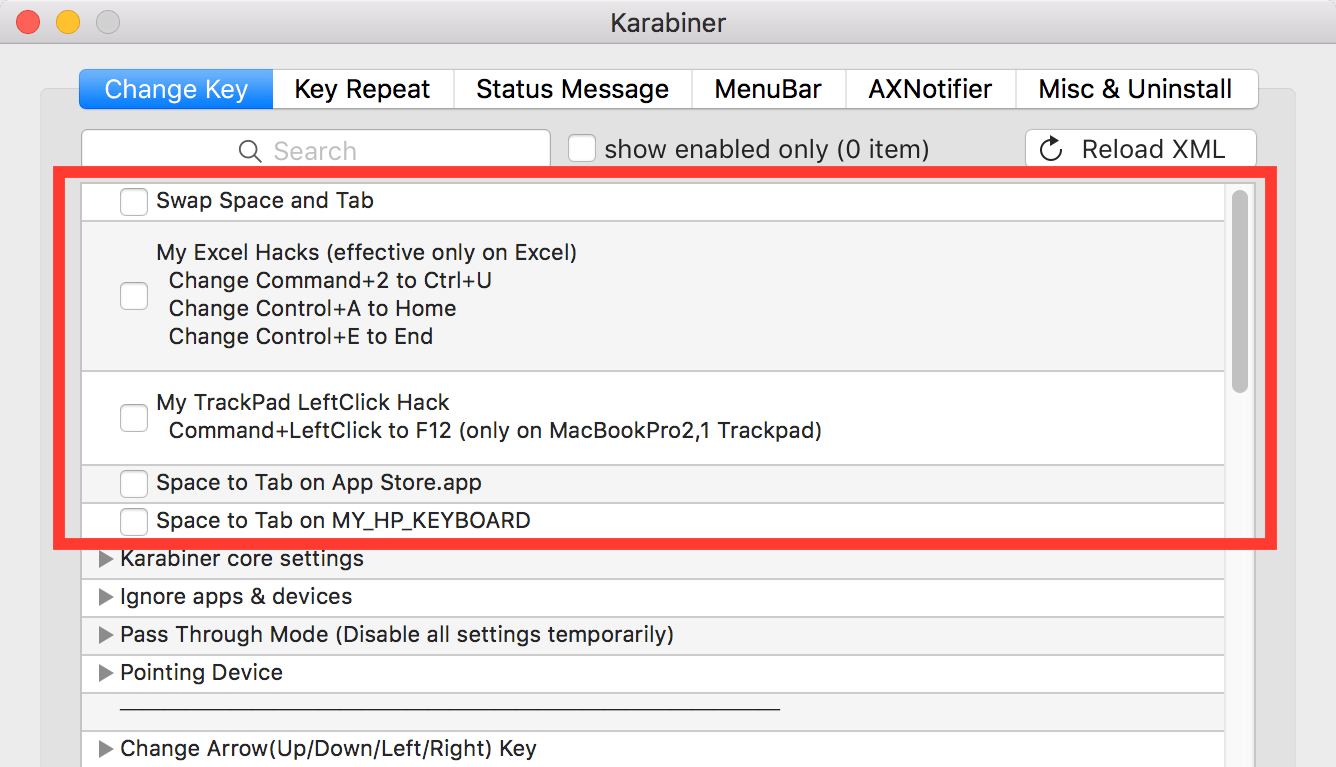 Karabiner
Change Key
Key Repeat
Status Message
MenuBar
AXNotifier
Misc & Uninstall
Search
show enabled only (0 item)
Reload XML
Swap Space and Tab
My Excel Hacks (effective only on Excel)
Change Command+2 to Ctrl+U
Change Control+A to Home
Change Control+E to End
My TrackPad LeftClick Hack
Command+LeftClick to F12 (only on MacBookPro2,1 Trackpad)
Space to Tab on App Store.app
Space to Tab on MY_HP_KEYBOARD
Karabiner core settings
Ignore apps & devices
Pass Through Mode (Disable all settings temporarily)
Pointing Device
Change Arrow(Up/Down/Left/Right) Key